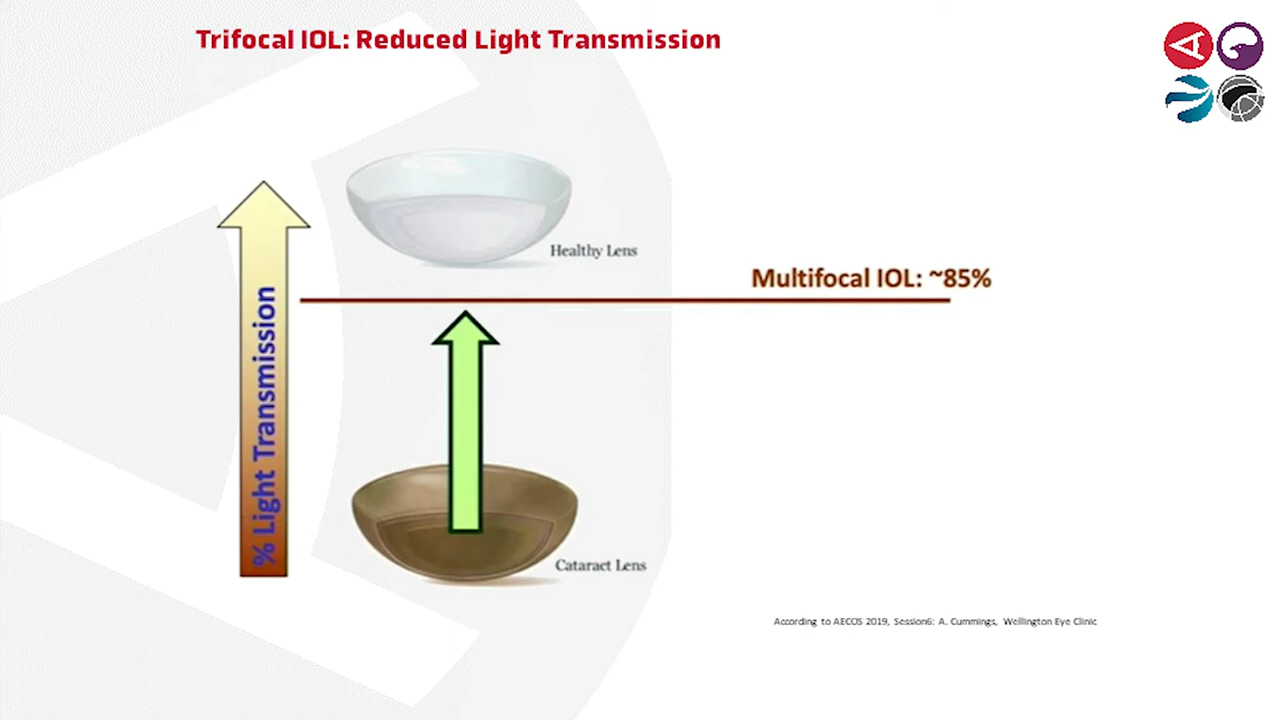 Trifocal IOL: Reduced Light Transmission
Healthy Lens
Multifocal IOL: ~85%
% Light Transmission
Cataract Lens
According to AECOS 2019, Session6: A. Cummings, Wellington Eye Clinic